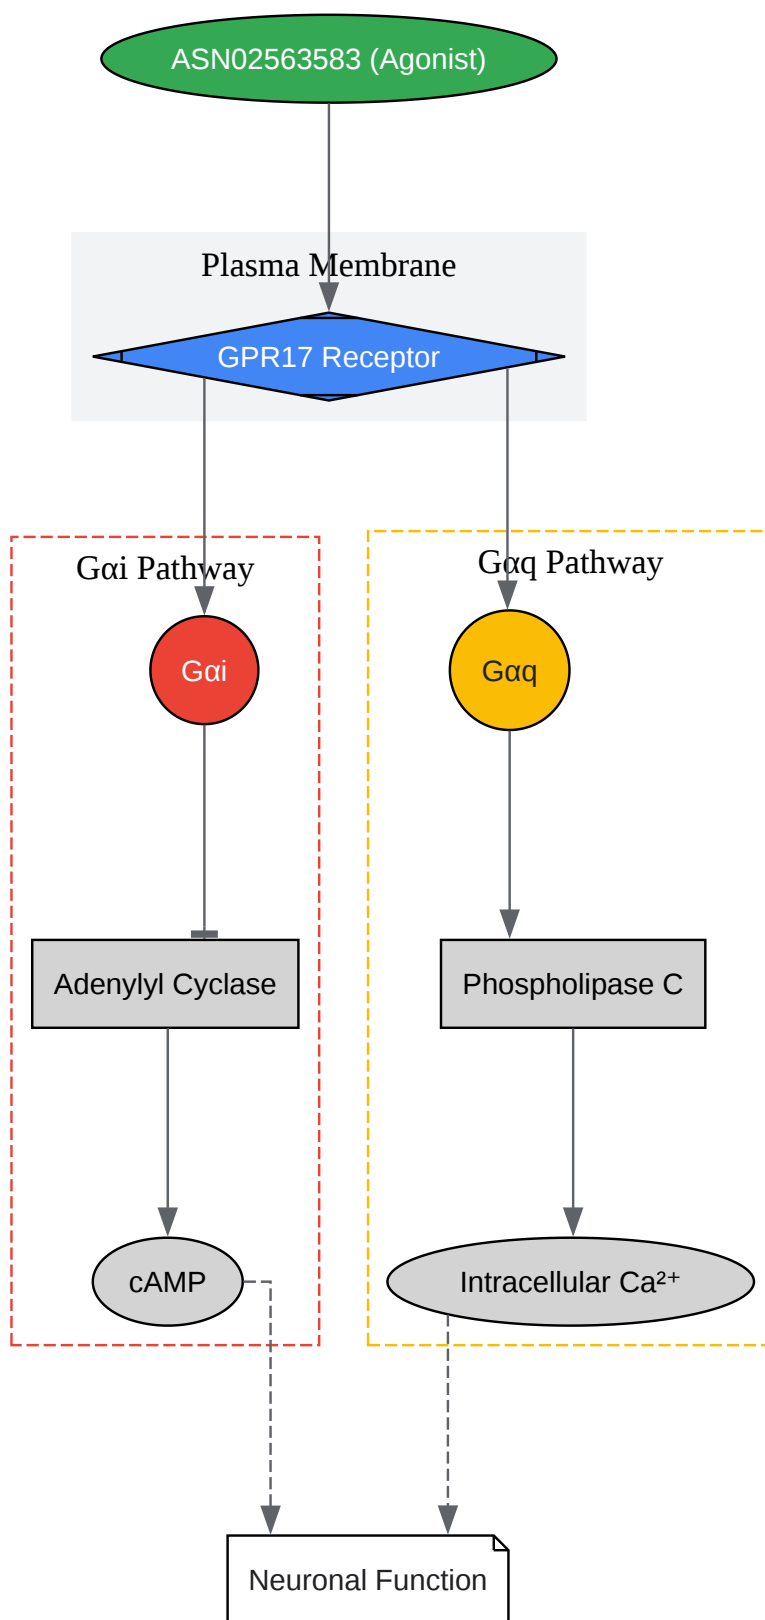 ASN02563583 (Agonist)
Plasma Membrane
GPR17 Receptor
Gαi Pathway
Gαq Pathway
Gαi
Gαq
Adenylyl Cyclase
Phospholipase C
cAMP
Intracellular Ca²⁺
Neuronal Function